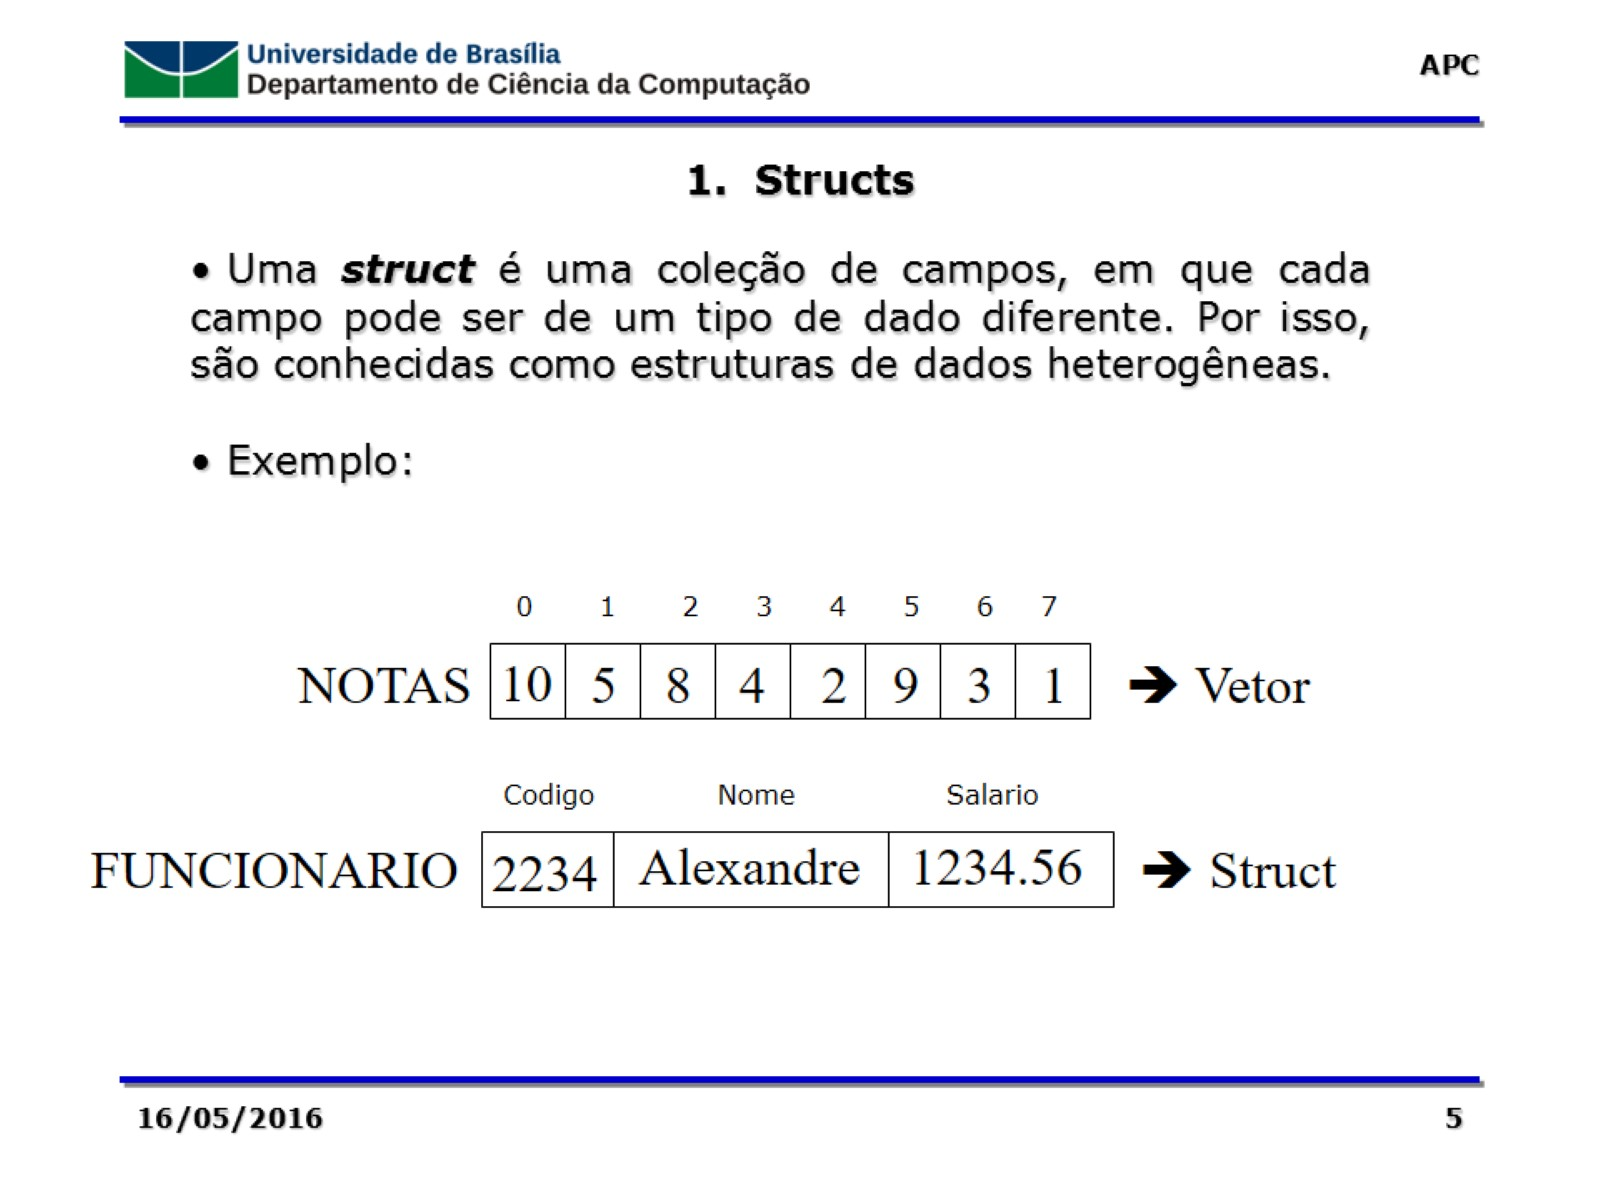 Universidade de Brasília
Departamento de Ciência da Computação
APC
1. Structs
• Uma struct é uma coleção de campos, em que cada
campo pode ser de um tipo de dado diferente. Por isso,
são conhecidas como estruturas de dados heterogêneas.
• Exemplo:
0 1 2 3 4 5 6 7
NOTAS 10 5 8 4 2 9 3 1 ➔ Vetor
Codigo Nome Salario
FUNCIONARIO 2234 Alexandre 1234.56 ➔ Struct
16/05/2016 5